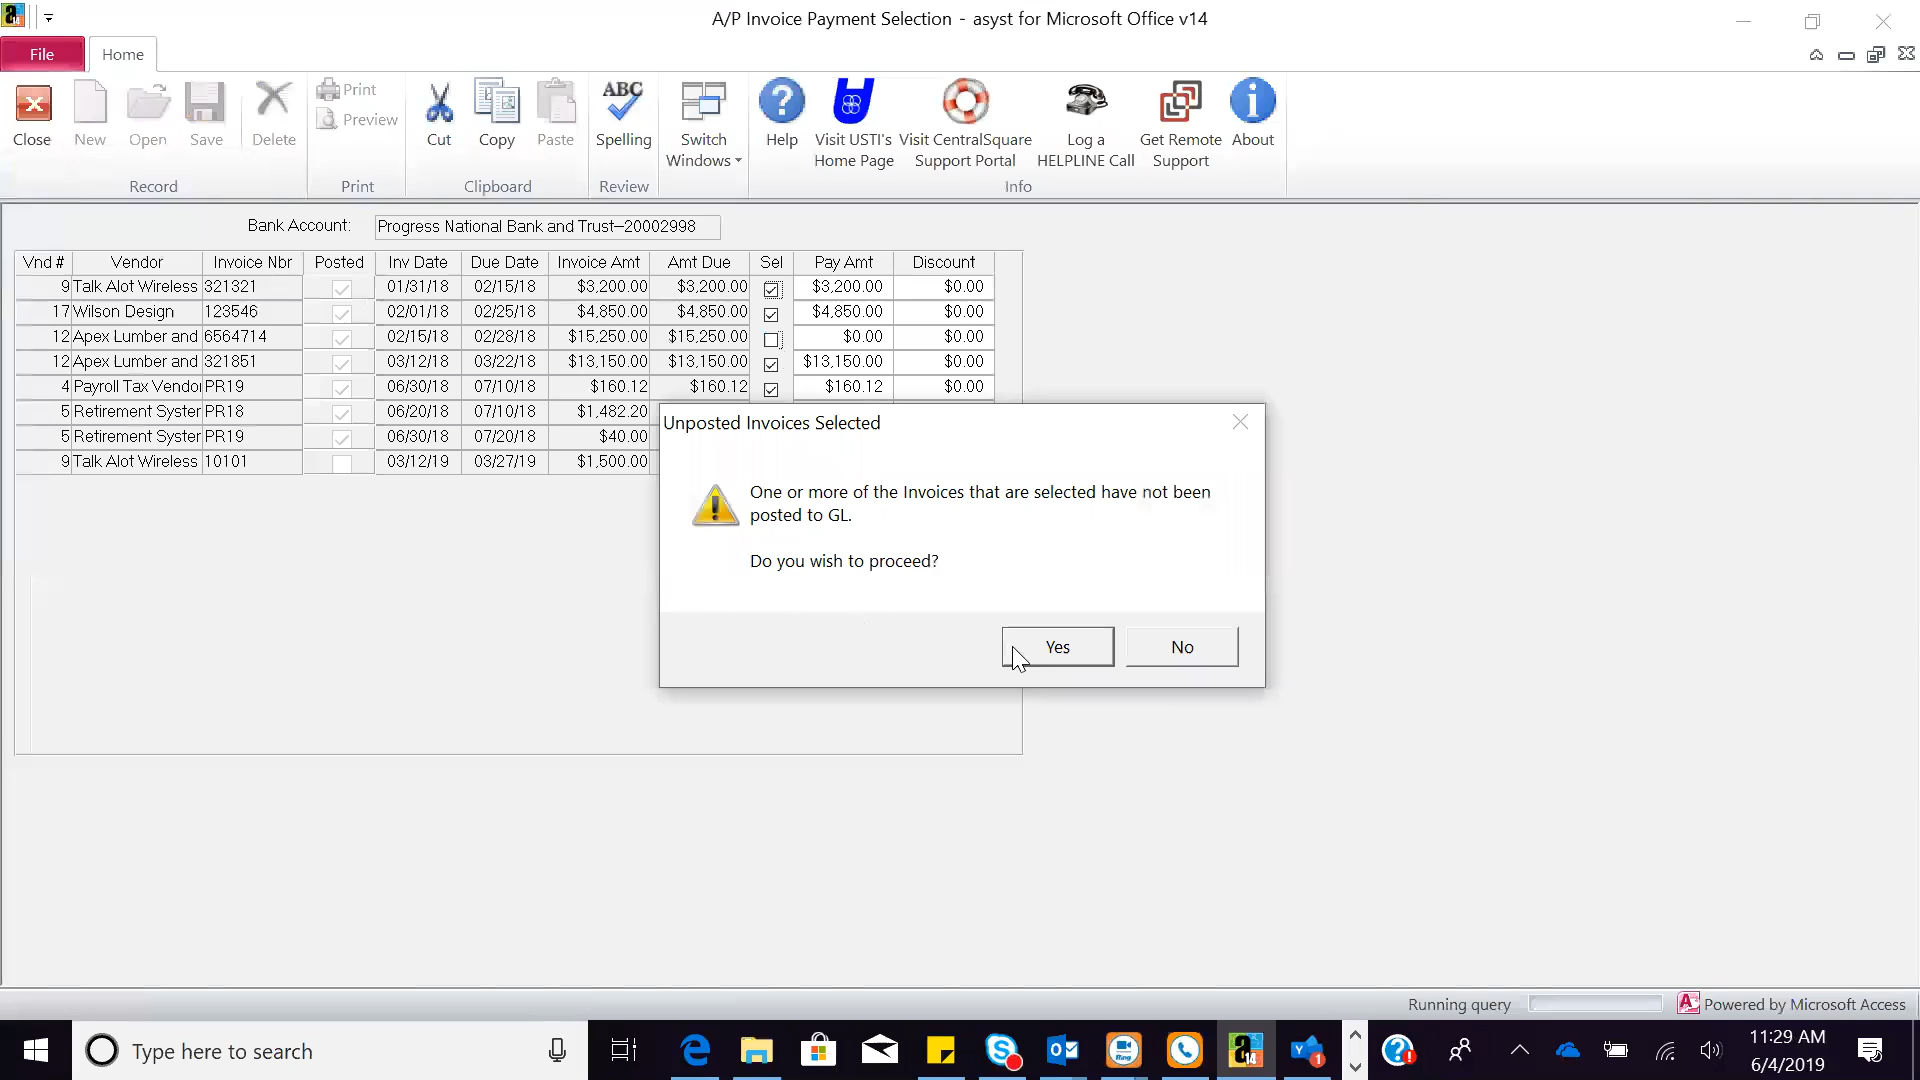 A/P Invoice Payment Selection - asyst for Microsoft Office v14
File
Home
Close
New
Open
Save
Delete
Print
Preview
Cut
Copy
Paste
ABC
Spelling
Switch
Windows
Help
Visit USTI's
Home Page
Visit CentralSquare
Support Portal
Log a
HELPLINE Call
Get Remote
Support
About
Record
Print
Clipboard
Review
Info
Bank Account: Progress National Bank and Trust–20002998
Vnd # Vendor Invoice Nbr Posted Inv Date Due Date Invoice Amt Amt Due Sel Pay Amt Discount
9 Talk Alot Wireless 321321 01/31/18 02/15/18 $3,200.00 $3,200.00 $3,200.00 $0.00
17 Wilson Design 123546 02/01/18 02/25/18 $4,850.00 $4,850.00 $4,850.00 $0.00
12 Apex Lumber and 6564714 02/15/18 02/28/18 $15,250.00 $15,250.00 $0.00 $0.00
12 Apex Lumber and 321851 03/12/18 03/22/18 $13,150.00 $13,150.00 $13,150.00 $0.00
4 Payroll Tax Vendor PR19 06/30/18 07/10/18 $160.12 $160.12 $160.12 $0.00
5 Retirement System PR18 06/20/18 07/10/18 $1,482.20
5 Retirement System PR19 06/30/18 07/20/18 $40.00
9 Talk Alot Wireless 10101 03/12/19 03/27/19 $1,500.00
Unposted Invoices Selected
One or more of the Invoices that are selected have not been
posted to GL.
Do you wish to proceed?
Yes
No
Running query
Powered by Microsoft Access
Type here to search
11:29 AM
6/4/2019